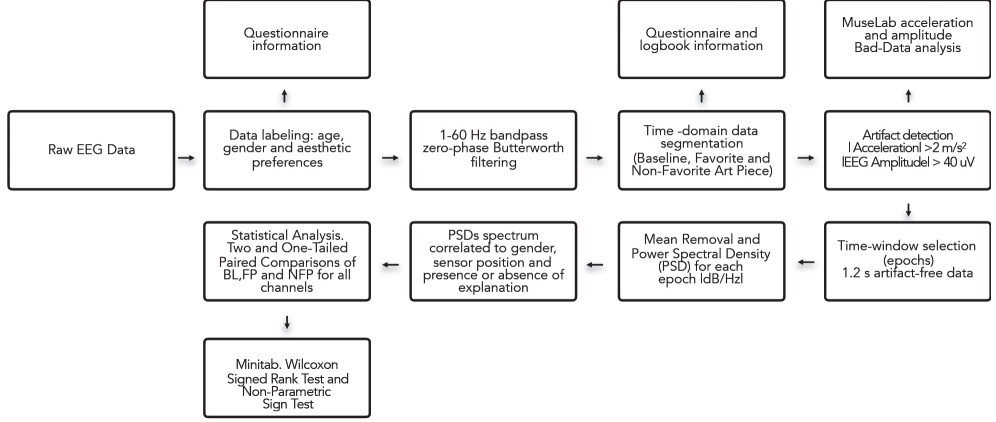 Questionnaire
information
Questionnaire and
logbook information
MuseLab acceleration
and amplitude
Bad-Data analysis
Raw EEG Data
Data labeling: age,
gender and aesthetic
preferences
1-60 Hz bandpass
zero-phase Butterworth
filtering
Time -domain data
segmentation
(Baseline, Favorite and
Non-Favorite Art Piece)
Artifact detection
| Acceleration| >2 m/s²
|EEG Amplitude| > 40 uV
Statistical Analysis.
Two and One-Tailed
Paired Comparisons of
BL,FP and NFP for all
channels
PSDs spectrum
correlated to gender,
sensor position and
presence or absence of
explanation
Mean Removal and
Power Spectral Density
(PSD) for each
epoch |dB/Hz|
Time-window selection
(epochs)
1.2 s artifact-free data
Minitab. Wilcoxon
Signed Rank Test and
Non-Parametric
Sign Test